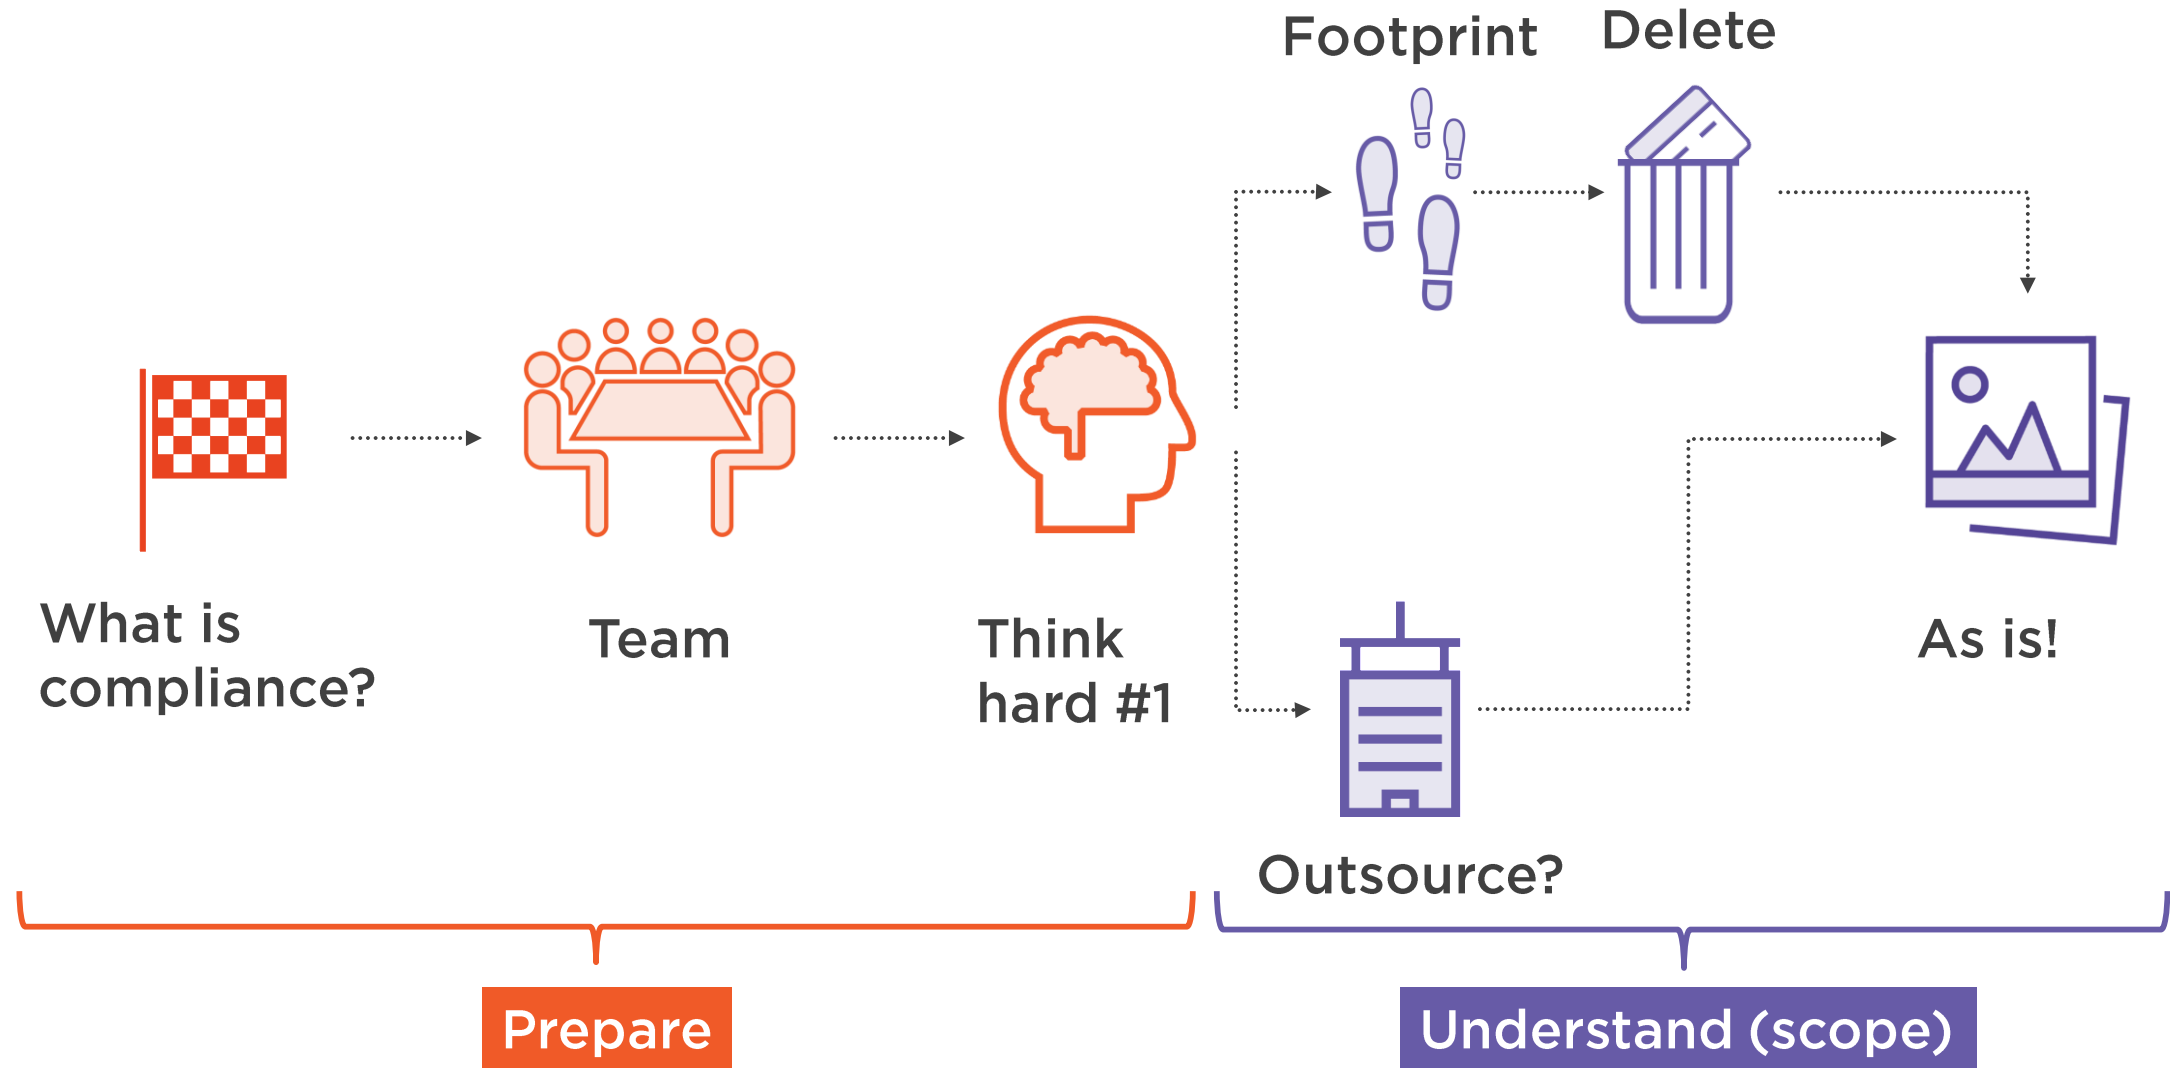 Footprint
Delete
What is
compliance?
Team
Think
hard #1
As is!
Outsource?
Prepare
Understand (scope)